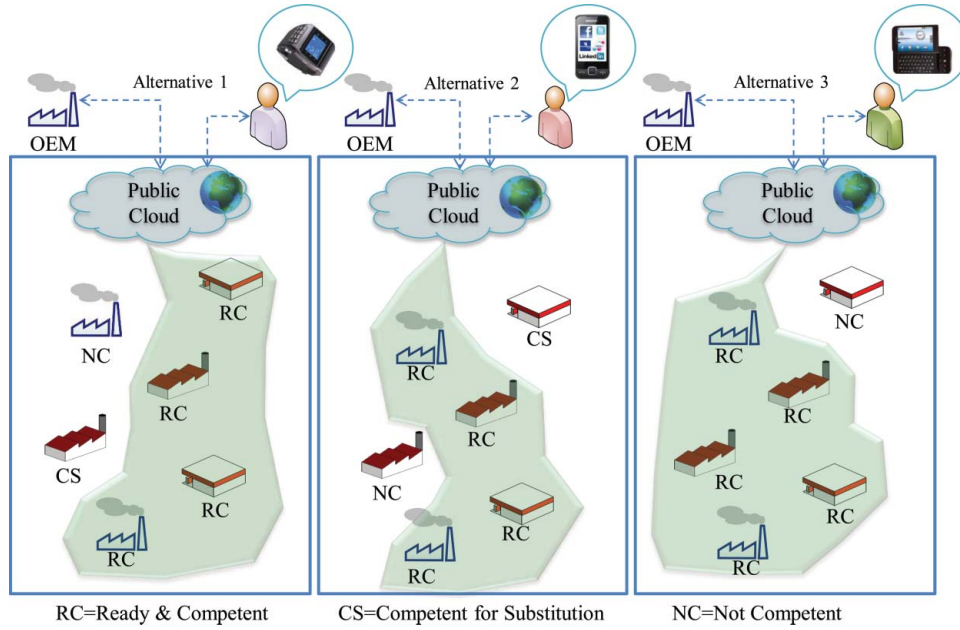 Alternative 1
OEM
Public
Cloud
RC
NC
RC
CS
RC
RC
LinkedIn
Alternative 2
OEM
Public
Cloud
CS
RC
RC
NC
RC
RC
Alternative 3
OEM
Public
Cloud
NC
RC
RC
RC
RC
RC
RC=Ready & Competent
CS=Competent for Substitution
NC=Not Competent